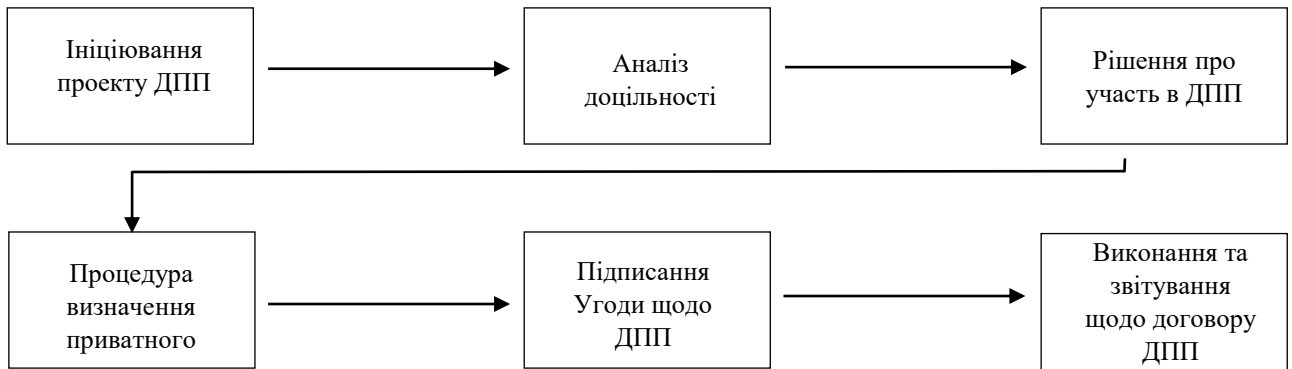 Ініціювання
проекту ДПП
Аналіз
доцільності
Рішення про
участь в ДПП
Процедура
визначення
приватного
Підписання
Угоди щодо
ДПП
Виконання та
звітування
щодо договору
ДПП